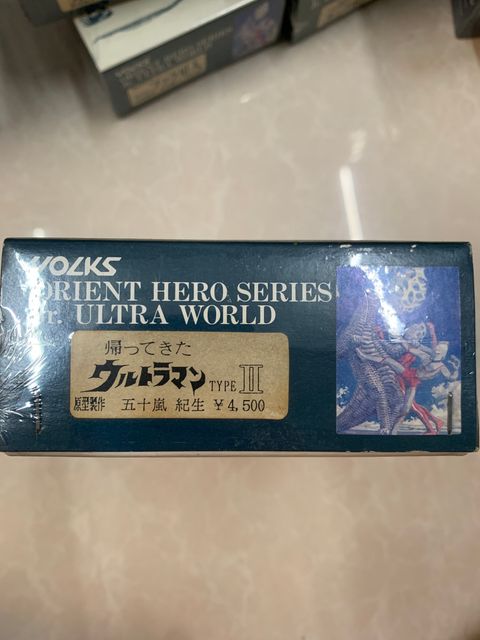 VOLKS
ORIENT HERO SERIES
Dr. ULTRA WORLD
帰ってきた
ウルトラマン TYPE II
原型製作 五十嵐 紀生 ¥4,500